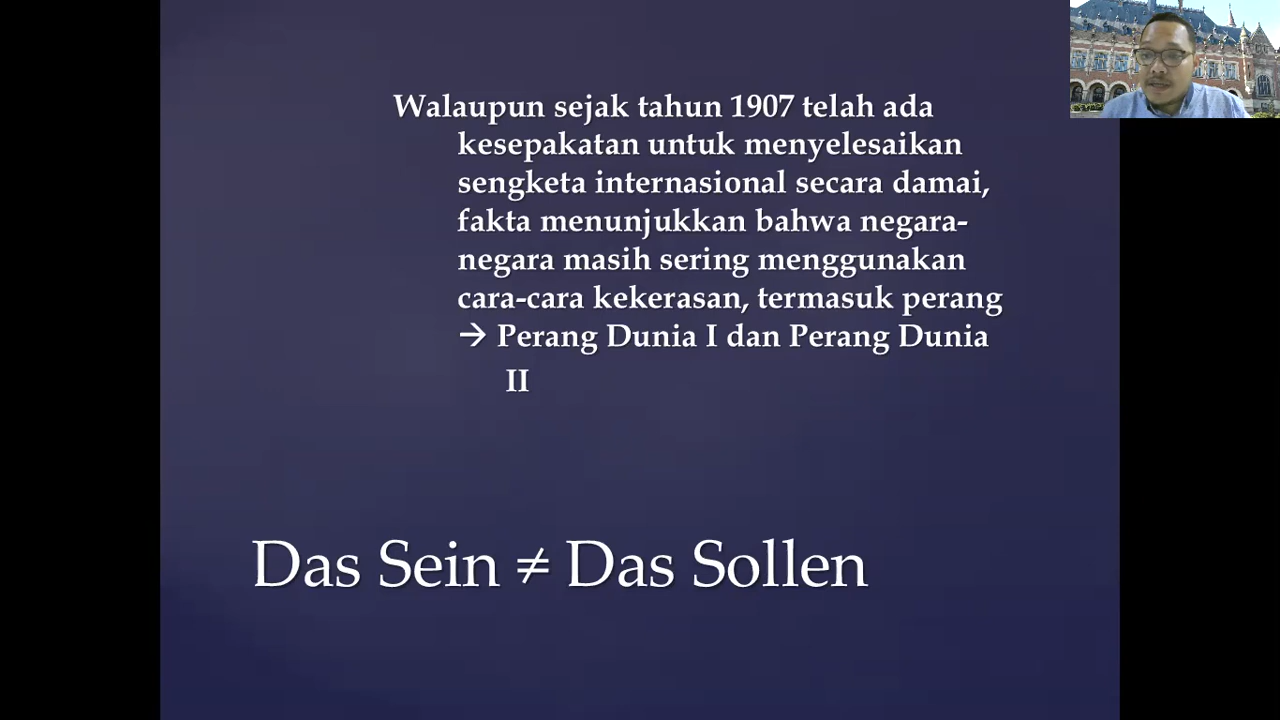 Walaupun sejak tahun 1907 telah ada
kesepakatan untuk menyelesaikan
sengketa internasional secara damai,
fakta menunjukkan bahwa negara-
negara masih sering menggunakan
cara-cara kekerasan, termasuk perang
→ Perang Dunia I dan Perang Dunia
II
Das Sein ≠ Das Sollen